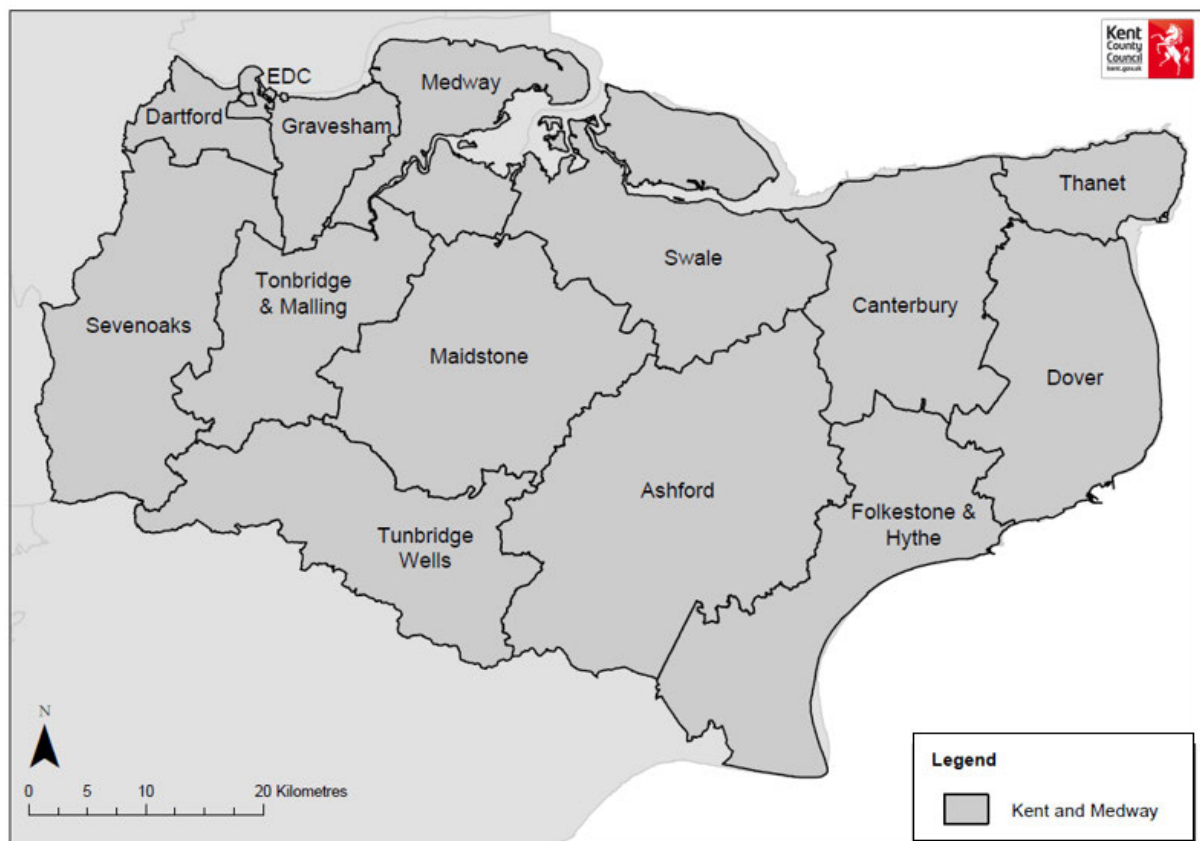 Kent
County
Council
kent.gov.uk
EDC
Medway
Dartford
Gravesham
Thanet
Swale
Tonbridge
& Malling
Canterbury
Sevenoaks
Maidstone
Dover
Ashford
Folkestone &
Hythe
Tunbridge
Wells
N
0 5 10 20 Kilometres
Legend
Kent and Medway